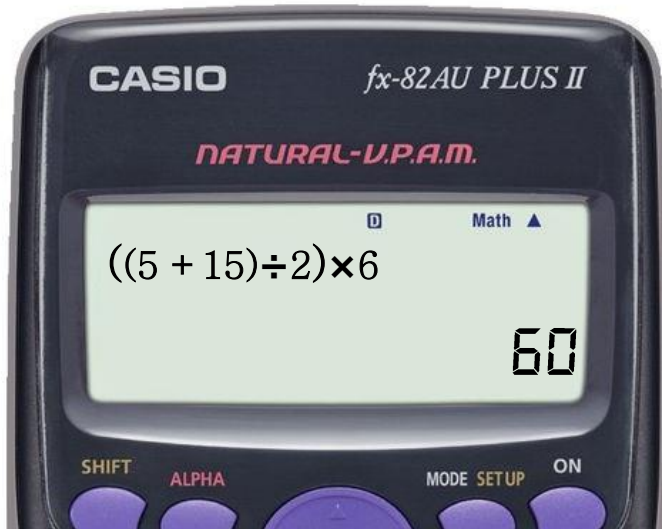 CASIO fx-82AU PLUS II
NATURAL-V.P.A.M.
D Math ▲
((5 + 15)÷2)×6
60
SHIFT ALPHA MODE SETUP ON